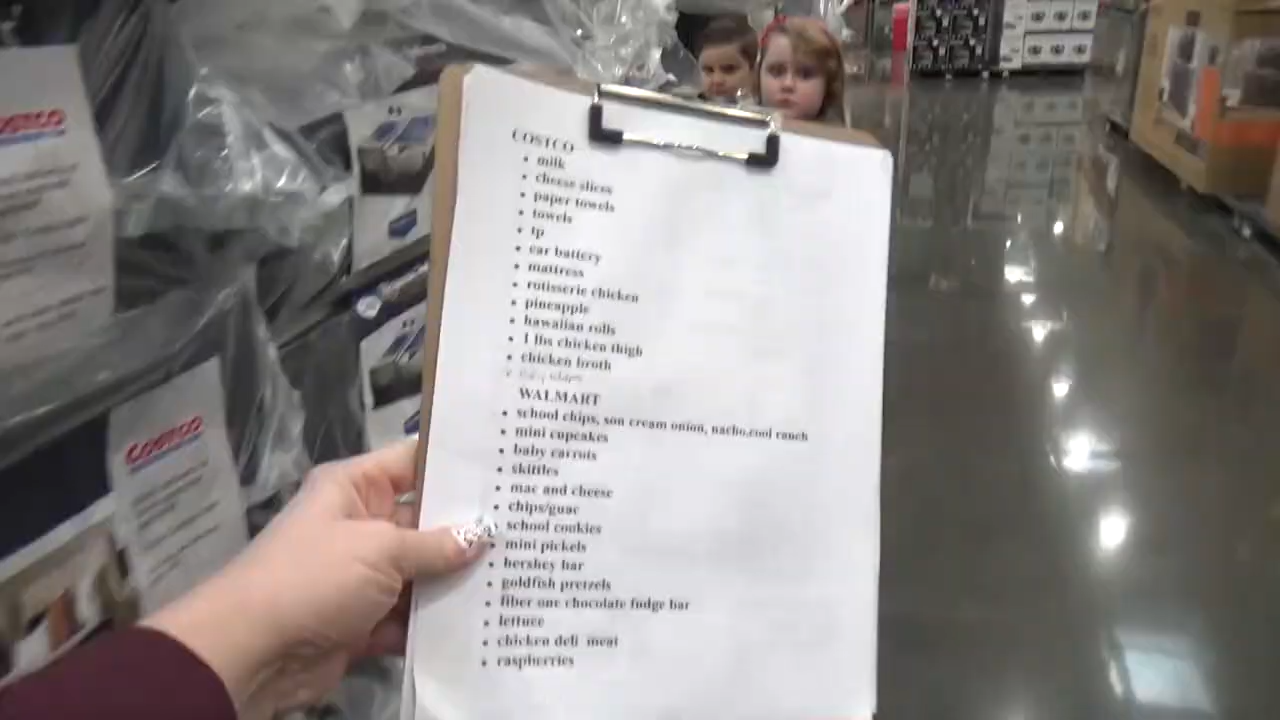 COSTCO
COSTCO
COSTCO
• milk
• cheese slices
• paper towels
• towels
• tp
• car battery
• mattress
• rotisserie chicken
• pineapple
• hawaiian rolls
• 1 lbs chicken thigh
• chicken broth
WALMART
• school chips, son cream onion, nacho,cool ranch
• mini cupcakes
• baby carrots
• skittles
• mac and cheese
• chips/guac
• school cookies
• mini pickels
• hershey bar
• goldfish pretzels
• fiber one chocolate fudge bar
• lettuce
• chicken deli meat
• raspberries